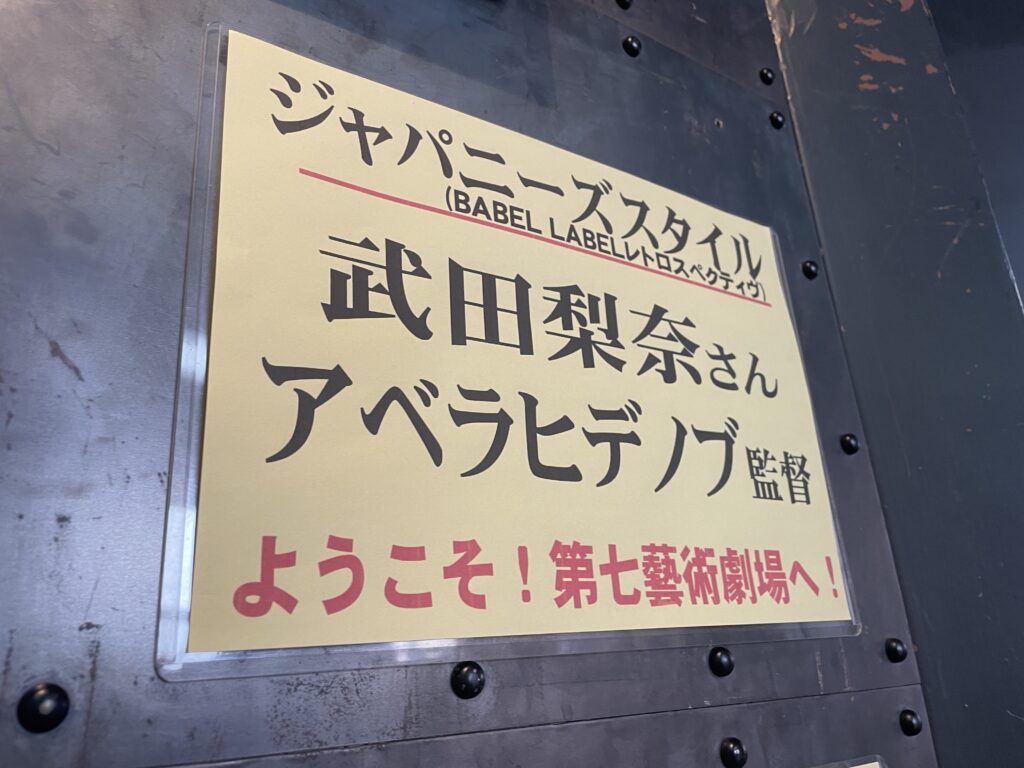 ジャパニーズスタイル
(BABEL LABELレトロスペクティヴ)
武田梨奈さん
アベラヒデノブ監督
ようこそ！第七藝術劇場へ！